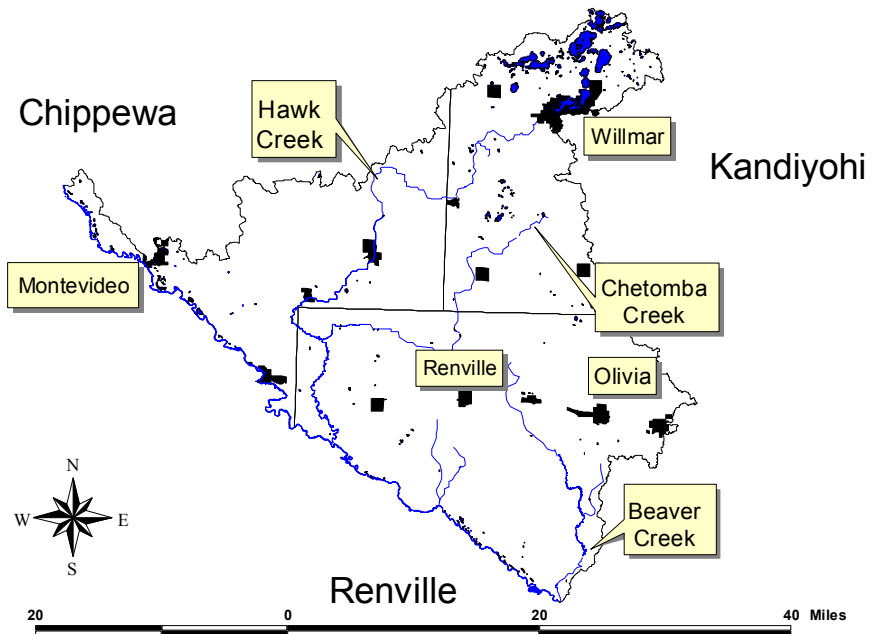 Chippewa
Hawk
Creek
Willmar
Kandiyohi
Montevideo
Chetomba
Creek
Renville
Olivia
N
W
E
S
Beaver
Creek
Renville
20
0
20
40 Miles